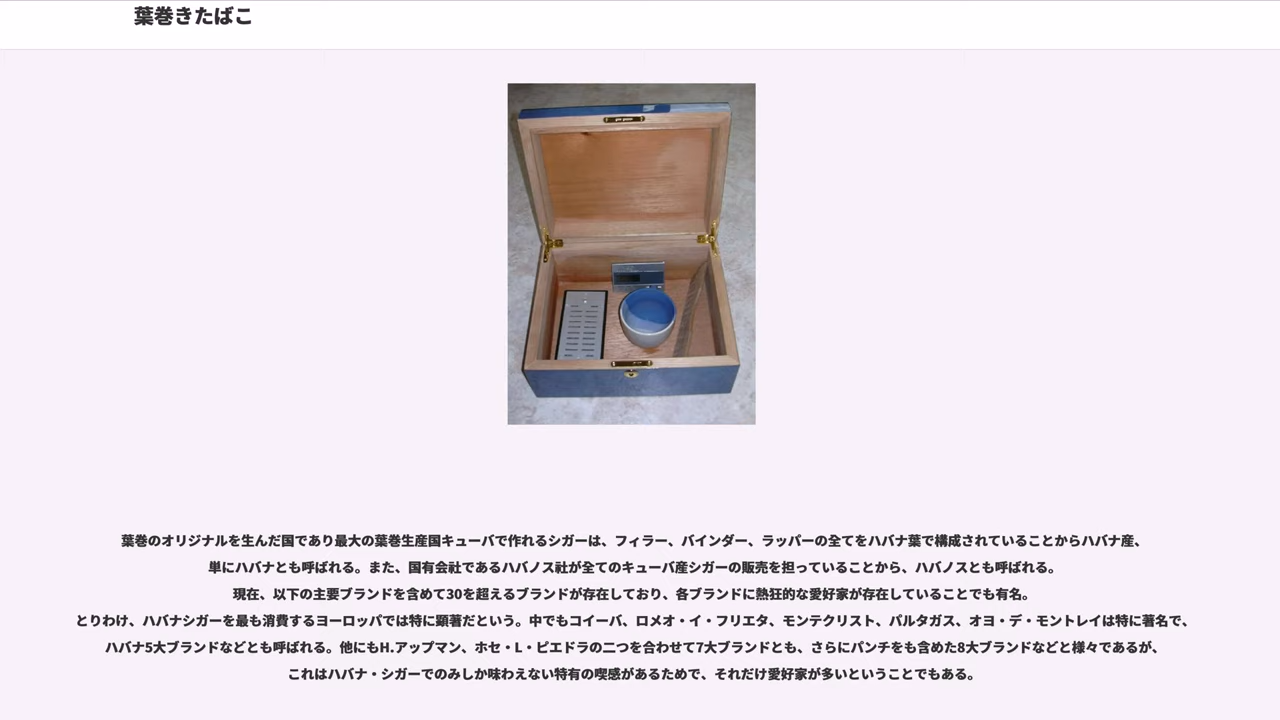 葉巻きたばこ
葉巻のオリジナルを生んだ国であり最大の葉巻生産国キューバで作れるシガーは、フィラー、バインダー、ラッパーの全てをハバナ葉で構成されていることからハバナ産、
単にハバナとも呼ばれる。また、国有会社であるハバノス社が全てのキューバ産シガーの販売を担っていることから、ハバノスとも呼ばれる。
現在、以下の主要ブランドを含めて30を超えるブランドが存在しており、各ブランドに熱狂的な愛好家が存在していることでも有名。
とりわけ、ハバナシガーを最も消費するヨーロッパでは特に顕著だという。中でもコイーバ、ロメオ・イ・フリエタ、モンテクリスト、パルタガス、オヨ・デ・モントレイは特に著名で、
ハバナ5大ブランドなどとも呼ばれる。他にもH.アップマン、ホセ・L・ピエドラの二つを合わせて7大ブランドとも、さらにパンチをも含めた8大ブランドなどと様々であるが、
これはハバナ・シガーでのみしか味わえない特有の喫感があるためで、それだけ愛好家が多いということでもある。